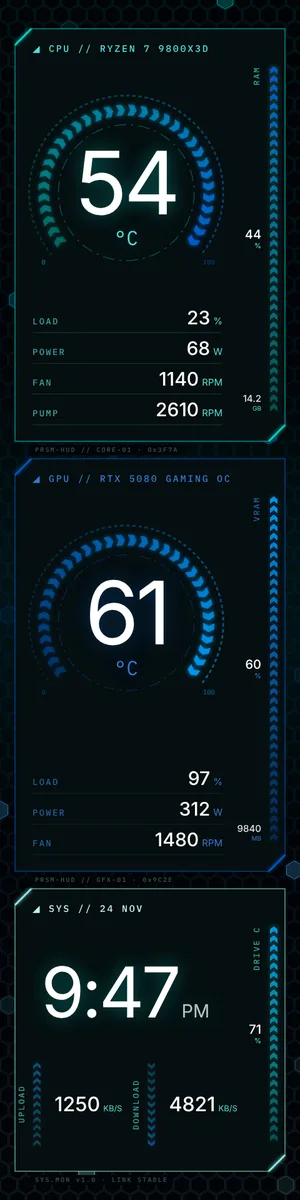 CPU // RYZEN 7 9800X3D
RAM
54
°C
0
100
44
%
LOAD 23 %
POWER 68 W
FAN 1140 RPM
PUMP 2610 RPM
14.2
GB
PRSM-HUD // CORE-01 · 0x3F7A
GPU // RTX 5080 GAMING OC
VRAM
61
°C
0
100
60
%
LOAD 97 %
POWER 312 W
FAN 1480 RPM
9840
MB
PRSM-HUD // GFX-01 · 0x9C2E
SYS // 24 NOV
DRIVE C
9:47 PM
71
%
UPLOAD
1250 KB/S
DOWNLOAD
4821 KB/S
SYS.MON v1.0 · LINK STABLE